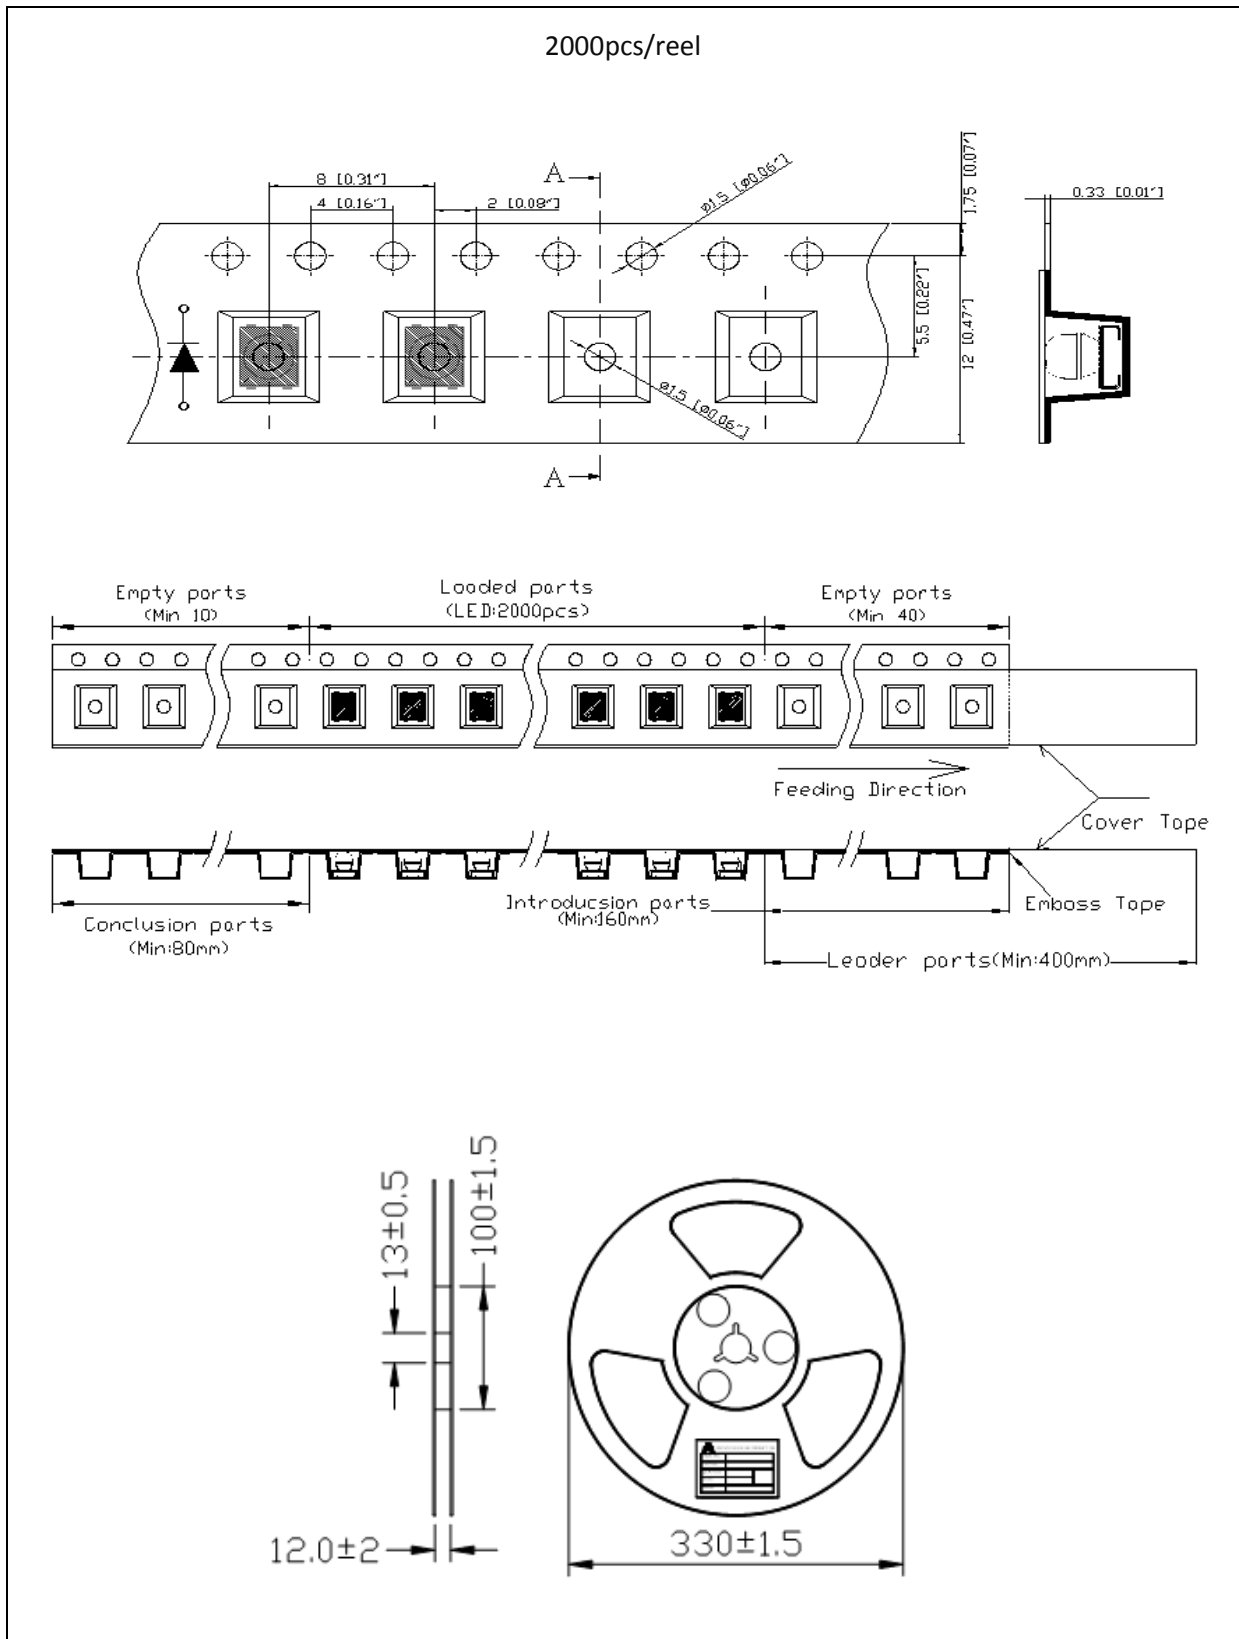 2000pcs/reel
8 [0.31"]
4 [0.16"]
2 [0.08"]
A
ø1.5 [ø0.06"]
1.75 [0.07"]
0.33 [0.01"]
5.5 [0.22"]
12 [0.47"]
ø1.5 [ø0.06"]
A
Empty parts
(Min 10)
Loaded parts
(LED:2000pcs)
Empty parts
(Min 40)
Feeding Direction
Cover Tape
Conclusion parts
(Min:80mm)
Introducsion parts
(Min:160mm)
Emboss Tape
Leader parts(Min:400mm)
13±0.5
100±1.5
12.0±2
330±1.5